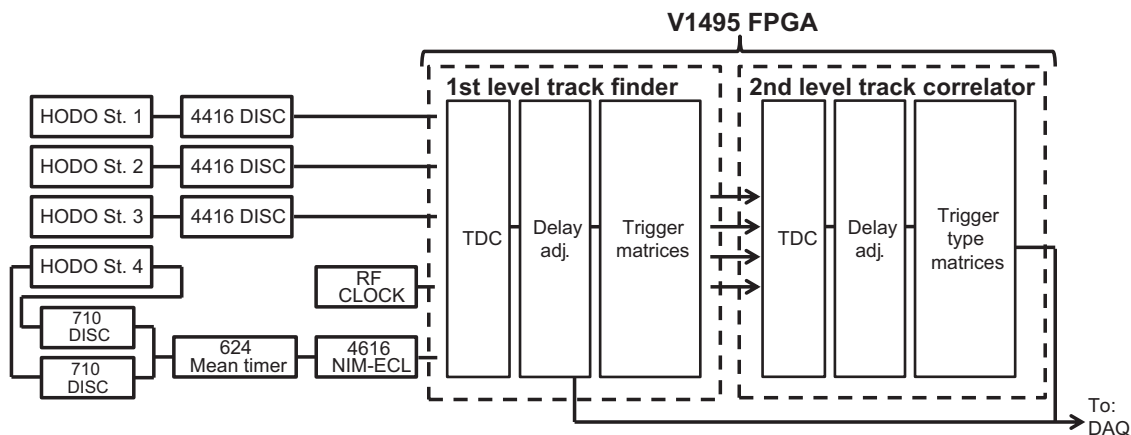 V1495 FPGA
1st level track finder
2nd level track correlator
HODO St. 1
4416 DISC
HODO St. 2
4416 DISC
HODO St. 3
4416 DISC
HODO St. 4
RF
CLOCK
710
DISC
710
DISC
624
Mean timer
4616
NIM-ECL
TDC
Delay
adj.
Trigger
matrices
TDC
Delay
adj.
Trigger
type
matrices
To:
DAQ